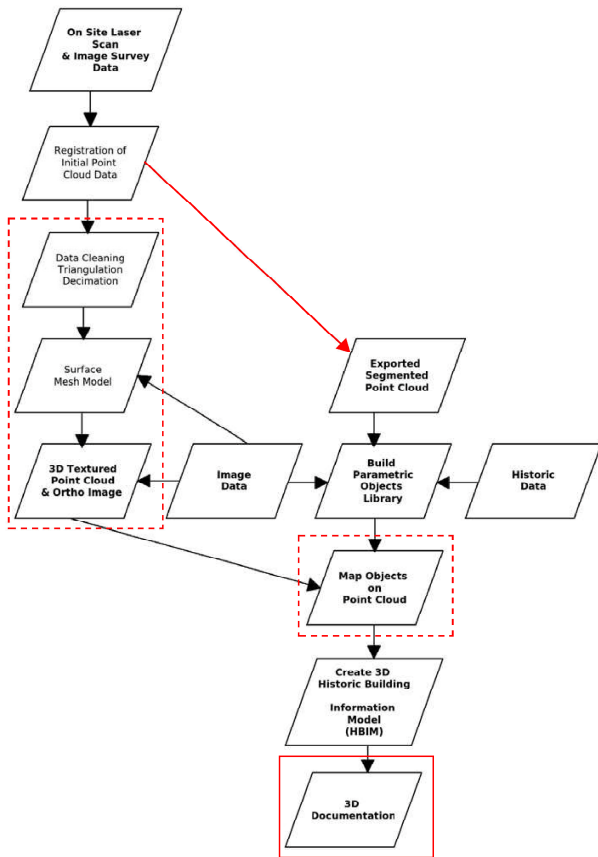 On Site Laser
Scan
& Image Survey
Data
Registration of
Initial Point
Cloud Data
Data Cleaning
Triangulation
Decimation
Surface
Mesh Model
Exported
Segmented
Point Cloud
3D Textured
Point Cloud
& Ortho Image
Image
Data
Build
Parametric
Objects
Library
Historic
Data
Map Objects
on
Point Cloud
Create 3D
Historic Building
Information
Model
(HBIM)
3D
Documentation